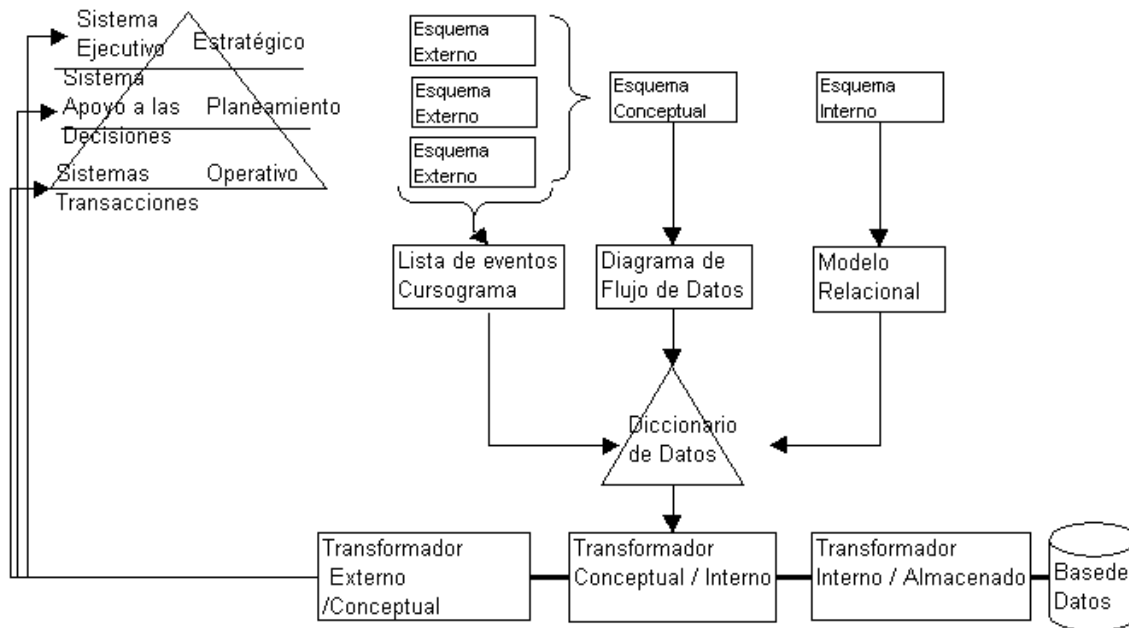 Sistema
Ejecutivo Estratégico
Sistema
Apoyo a las Planeamiento
Decisiones
Sistemas Operativo
Transacciones
Esquema
Externo
Esquema
Externo
Esquema
Externo
Esquema
Conceptual
Esquema
Interno
Lista de eventos
Cursograma
Diagrama de
Flujo de Datos
Modelo
Relacional
Diccionario
de Datos
Transformador
Externo
/Conceptual
Transformador
Conceptual / Interno
Transformador
Interno / Almacenado
Basede
Datos